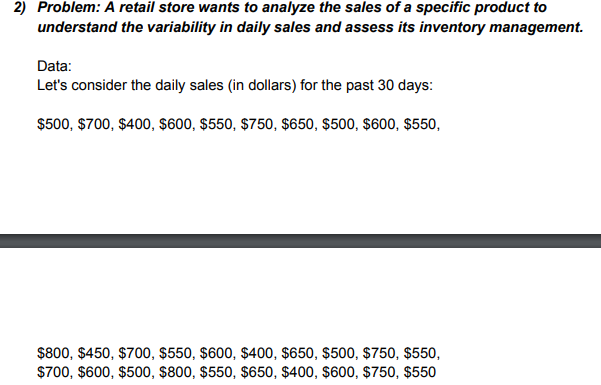 2) Problem: A retail store wants to analyze the sales of a specific product to
understand the variability in daily sales and assess its inventory management.
Data:
Let's consider the daily sales (in dollars) for the past 30 days:
$500, $700, $400, $600, $550, $750, $650, $500, $600, $550,
$800, $450, $700, $550, $600, $400, $650, $500, $750, $550,
$700, $600, $500, $800, $550, $650, $400, $600, $750, $550